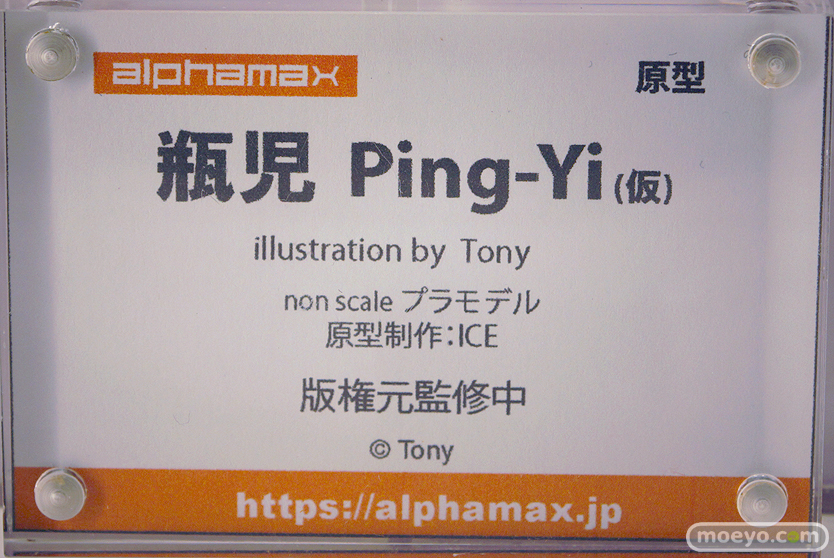 alphamax
原型
瓶児 Ping-Yi(仮)
illustration by Tony
non scale プラモデル
原型制作:ICE
版権元監修中
© Tony
https://alphamax.jp
moeyo.com